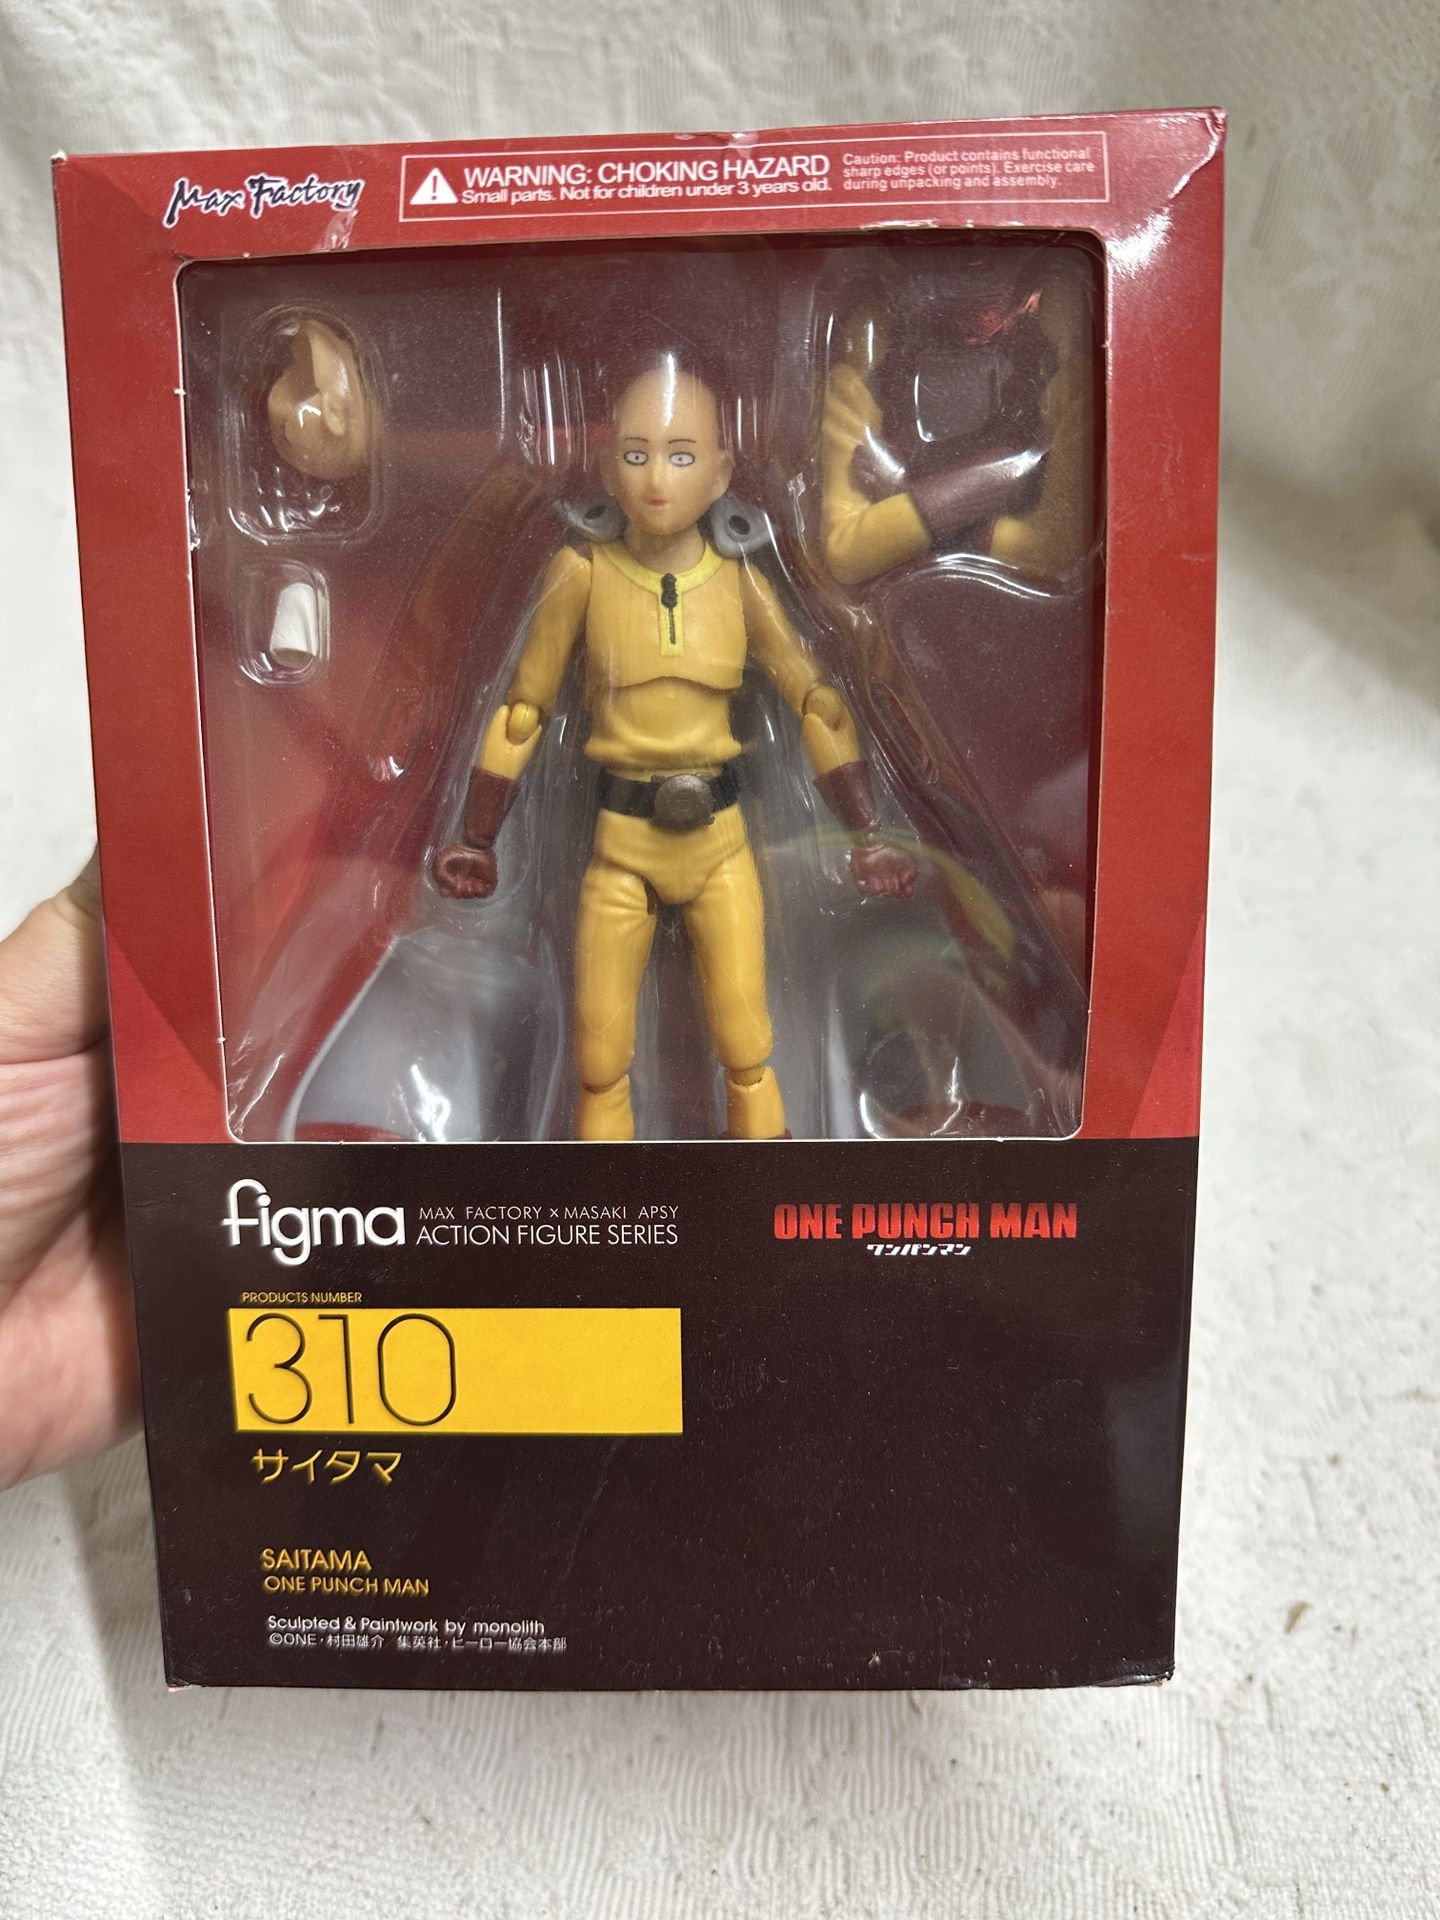 Max Factory
WARNING: CHOKING HAZARD
Small parts. Not for children under 3 years old.
Caution: Product contains functional
sharp edges (or points). Exercise care
during unpacking and assembly.
figma
MAX FACTORY × MASAKI APSY
ACTION FIGURE SERIES
ONE PUNCH MAN
ワンパンマン
PRODUCTS NUMBER
310
サイタマ
SAITAMA
ONE PUNCH MAN
Sculpted & Paintwork by monolith
©ONE・村田雄介/集英社・ヒーロー協会本部